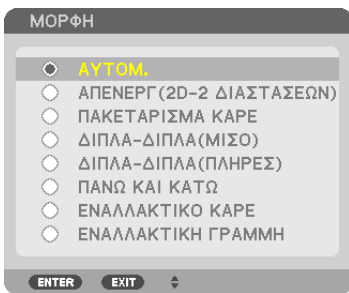 ΜΟΡΦΗ
ΑΥΤΟΜ.
ΑΠΕΝΕΡΓ(2D-2 ΔΙΑΣΤΑΣΕΩΝ)
ΠΑΚΕΤΑΡΙΣΜΑ ΚΑΡΕ
ΔΙΠΛΑ-ΔΙΠΛΑ(ΜΙΣΟ)
ΔΙΠΛΑ-ΔΙΠΛΑ(ΠΛΗΡΕΣ)
ΠΑΝΩ ΚΑΙ ΚΑΤΩ
ΕΝΑΛΛΑΚΤΙΚΟ ΚΑΡΕ
ΕΝΑΛΛΑΚΤΙΚΗ ΓΡΑΜΜΗ
ENTER EXIT